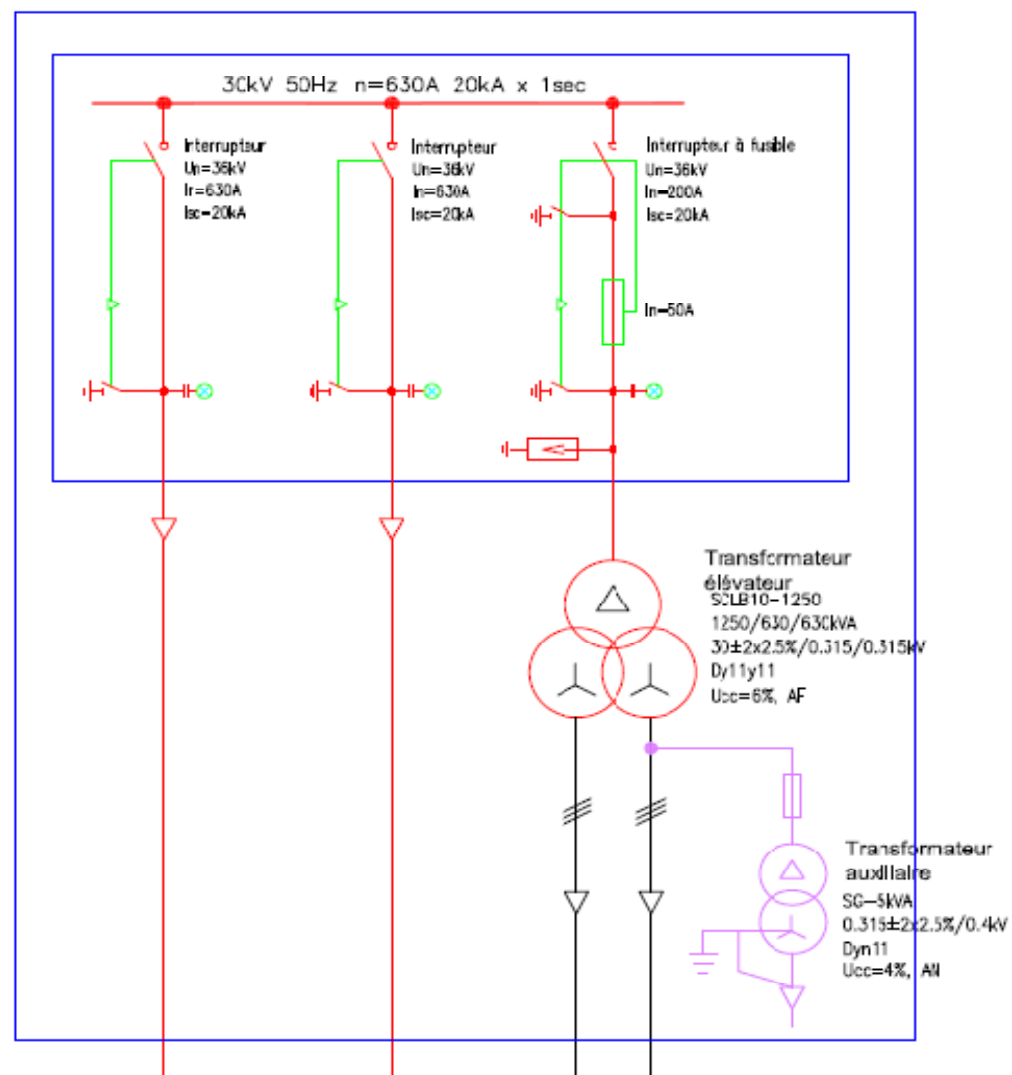 30kV 50Hz n=630A 20kA x 1sec
Interrupteur
Un=36kV
Ir=630A
Isc=20kA
Interrupteur
Un=36kV
In=630A
Isc=20kA
Interrupteur à fusible
Un=36kV
In=200A
Isc=20kA
In=50A
Transformateur
élévateur
SCLB10-1250
1250/630/630kVA
30±2x2.5%/0.315/0.315kV
Dy11y11
Ucc=6%, AF
Transformateur
auxiliaire
SG-5kVA
0.315±2x2.5%/0.4kV
Dyn11
Ucc=4%, AN